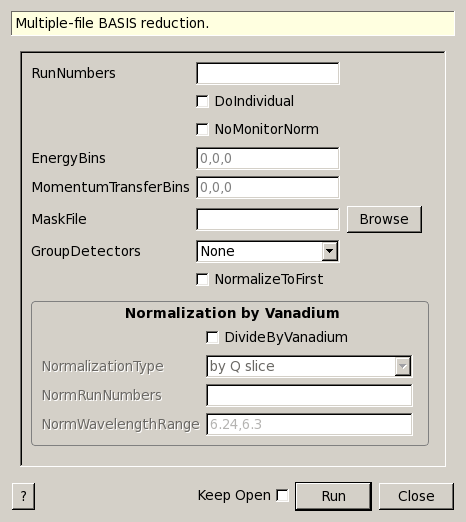 Multiple-file BASIS reduction.
RunNumbers
DoIndividual
NoMonitorNorm
EnergyBins 0,0,0
MomentumTransferBins 0,0,0
MaskFile Browse
GroupDetectors None
NormalizeToFirst
Normalization by Vanadium
DivideByVanadium
NormalizationType by Q slice
NormRunNumbers
NormWavelengthRange 6.24,6.3
? Keep Open Run Close